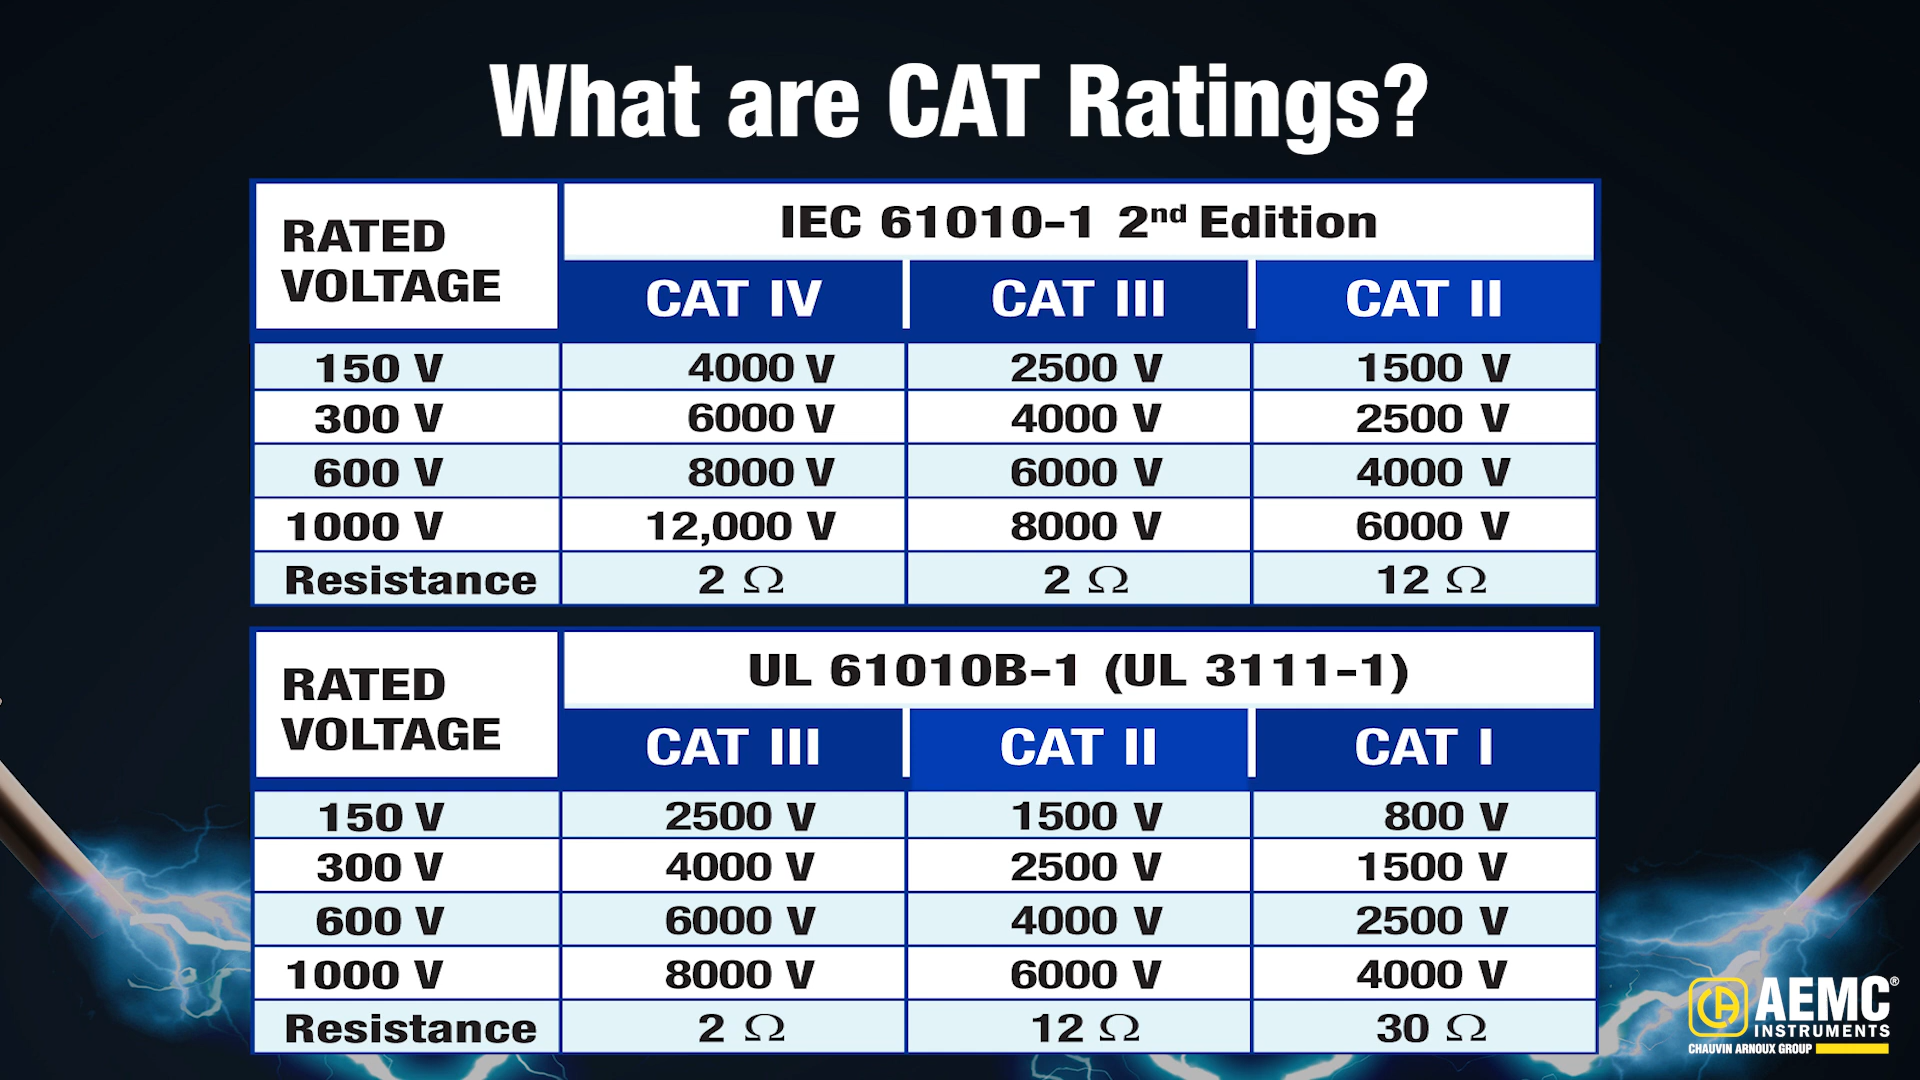 What are CAT Ratings?
RATED VOLTAGE
IEC 61010-1 2nd Edition
CAT IV CAT III CAT II
150 V 4000 V 2500 V 1500 V
300 V 6000 V 4000 V 2500 V
600 V 8000 V 6000 V 4000 V
1000 V 12,000 V 8000 V 6000 V
Resistance 2 Ω 2 Ω 12 Ω
RATED VOLTAGE
UL 61010B-1 (UL 3111-1)
CAT III CAT II CAT I
150 V 2500 V 1500 V 800 V
300 V 4000 V 2500 V 1500 V
600 V 6000 V 4000 V 2500 V
1000 V 8000 V 6000 V 4000 V
Resistance 2 Ω 12 Ω 30 Ω
CA AEMC®
INSTRUMENTS
CHAUVIN ARNOUX GROUP